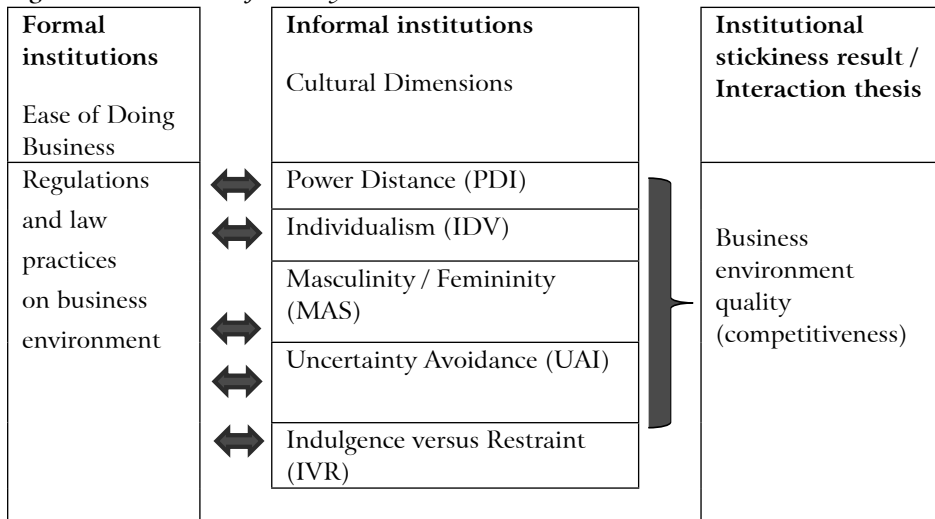 Formal
institutions
Ease of Doing
Business
Informal institutions
Cultural Dimensions
Institutional
stickiness result /
Interaction thesis
Regulations
and law
practices
on business
environment
Power Distance (PDI)
Individualism (IDV)
Masculinity / Femininity
(MAS)
Uncertainty Avoidance (UAI)
Indulgence versus Restraint
(IVR)
Business
environment
quality
(competitiveness)